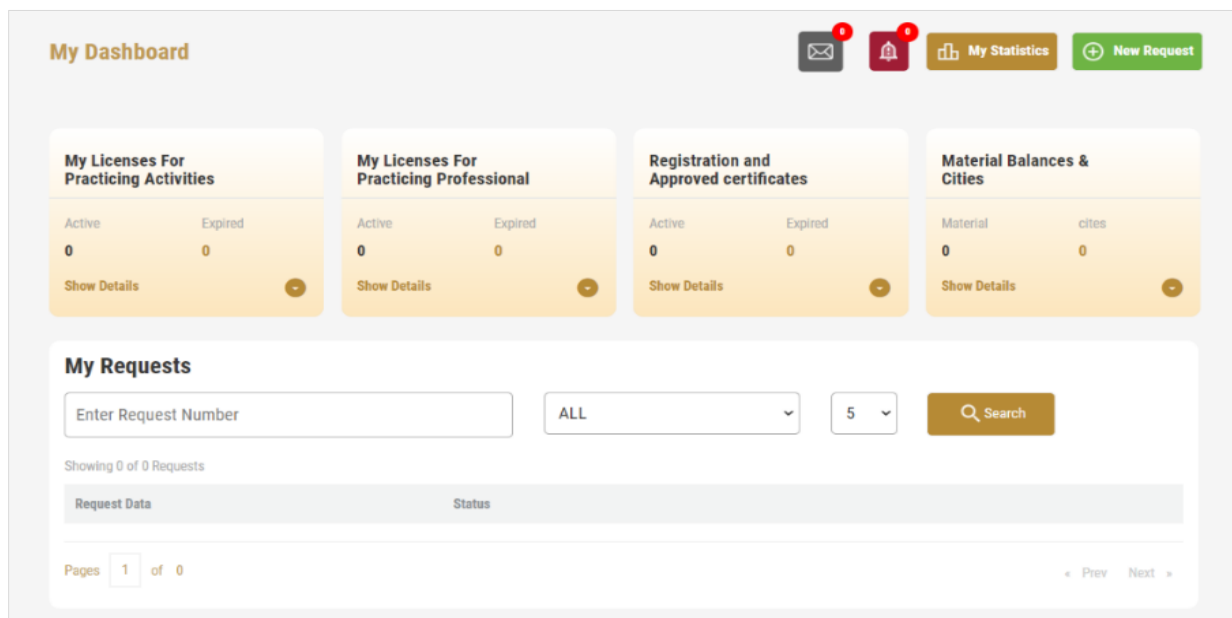 My Dashboard
0
0
My Statistics
New Request
My Licenses For
Practicing Activities
Active Expired
0 0
Show Details
My Licenses For
Practicing Professional
Active Expired
0 0
Show Details
Registration and
Approved certificates
Active Expired
0 0
Show Details
Material Balances &
Cities
Material cites
0 0
Show Details
My Requests
Enter Request Number
ALL
5
Search
Showing 0 of 0 Requests
Request Data Status
Pages 1 of 0
« Prev Next »